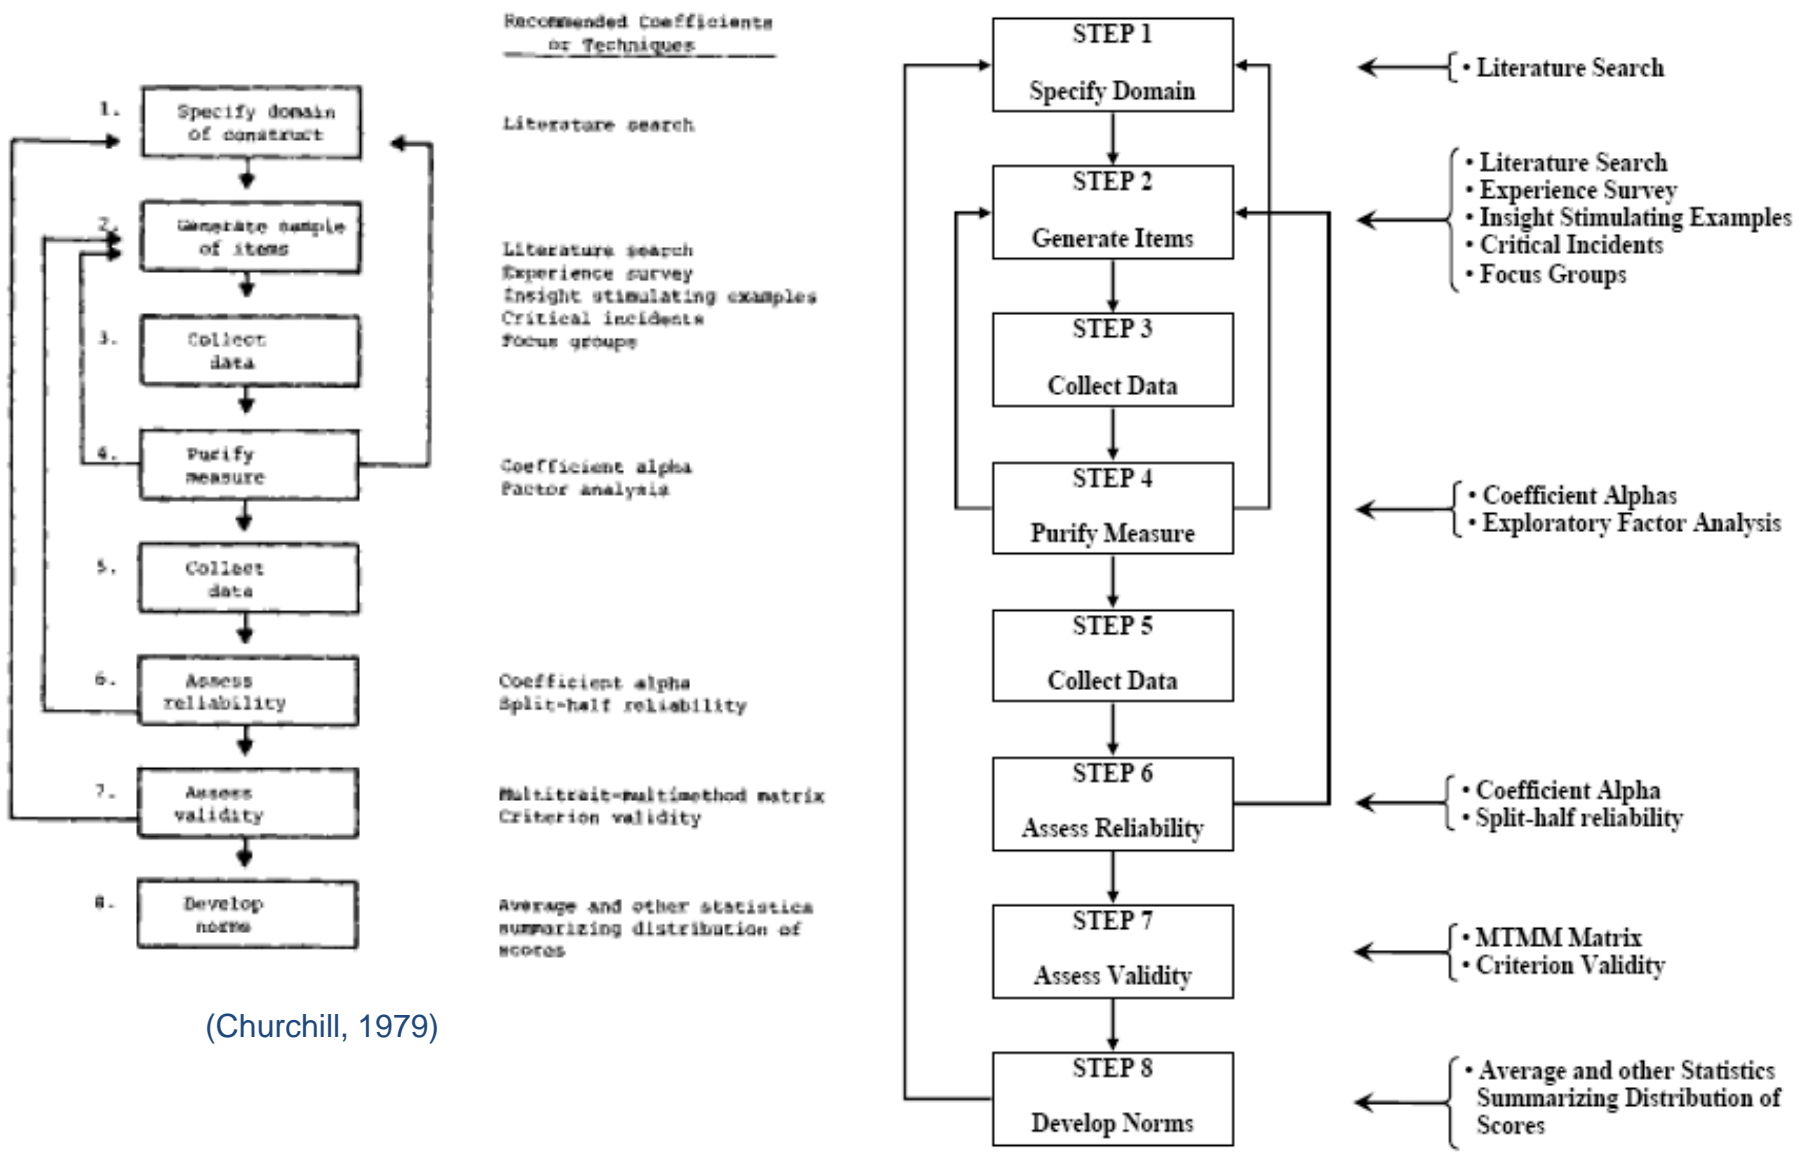 Recommended Coefficients
or Techniques
1.
Specify domain
of construct
Literature search
2.
Generate sample
of items
Literature search
Experience survey
Insight stimulating examples
Critical incidents
Focus groups
3.
Collect
data
4.
Purify
measure
Coefficient alpha
Factor analysis
5.
Collect
data
6.
Assess
reliability
Coefficient alpha
Split-half reliability
7.
Assess
validity
Multitrait-multimethod matrix
Criterion validity
8.
Develop
norms
Average and other statistics
summarizing distribution of
scores
(Churchill, 1979)
STEP 1
Specify Domain
• Literature Search
STEP 2
Generate Items
• Literature Search
• Experience Survey
• Insight Stimulating Examples
• Critical Incidents
• Focus Groups
STEP 3
Collect Data
STEP 4
Purify Measure
• Coefficient Alphas
• Exploratory Factor Analysis
STEP 5
Collect Data
STEP 6
Assess Reliability
• Coefficient Alpha
• Split-half reliability
STEP 7
Assess Validity
• MTMM Matrix
• Criterion Validity
STEP 8
Develop Norms
• Average and other Statistics
Summarizing Distribution of
Scores